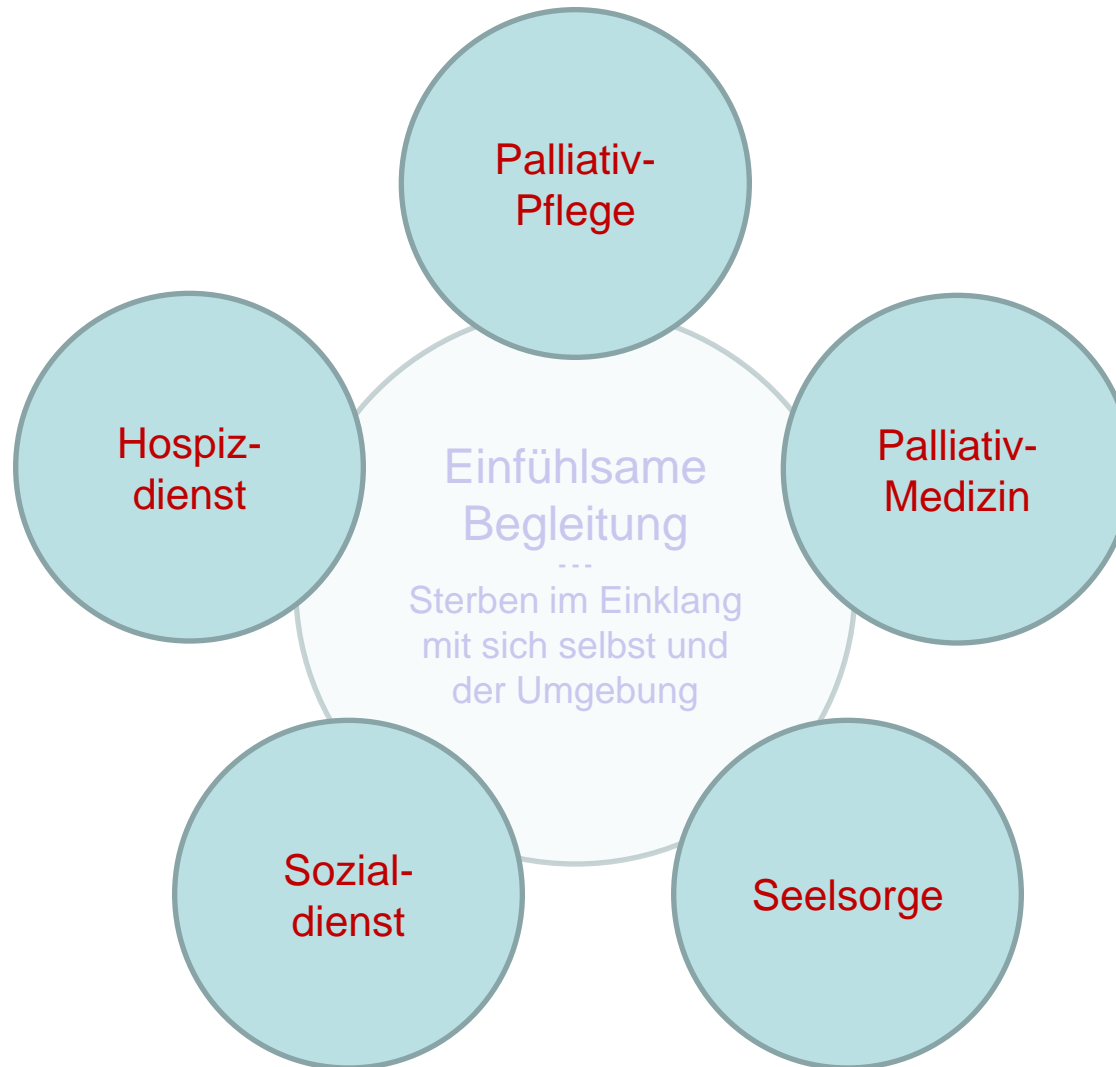 Palliativ-
Pflege
Hospiz-
dienst
Einfühlsame
Begleitung
---
Sterben im Einklang
mit sich selbst und
der Umgebung
Palliativ-
Medizin
Sozial-
dienst
Seelsorge